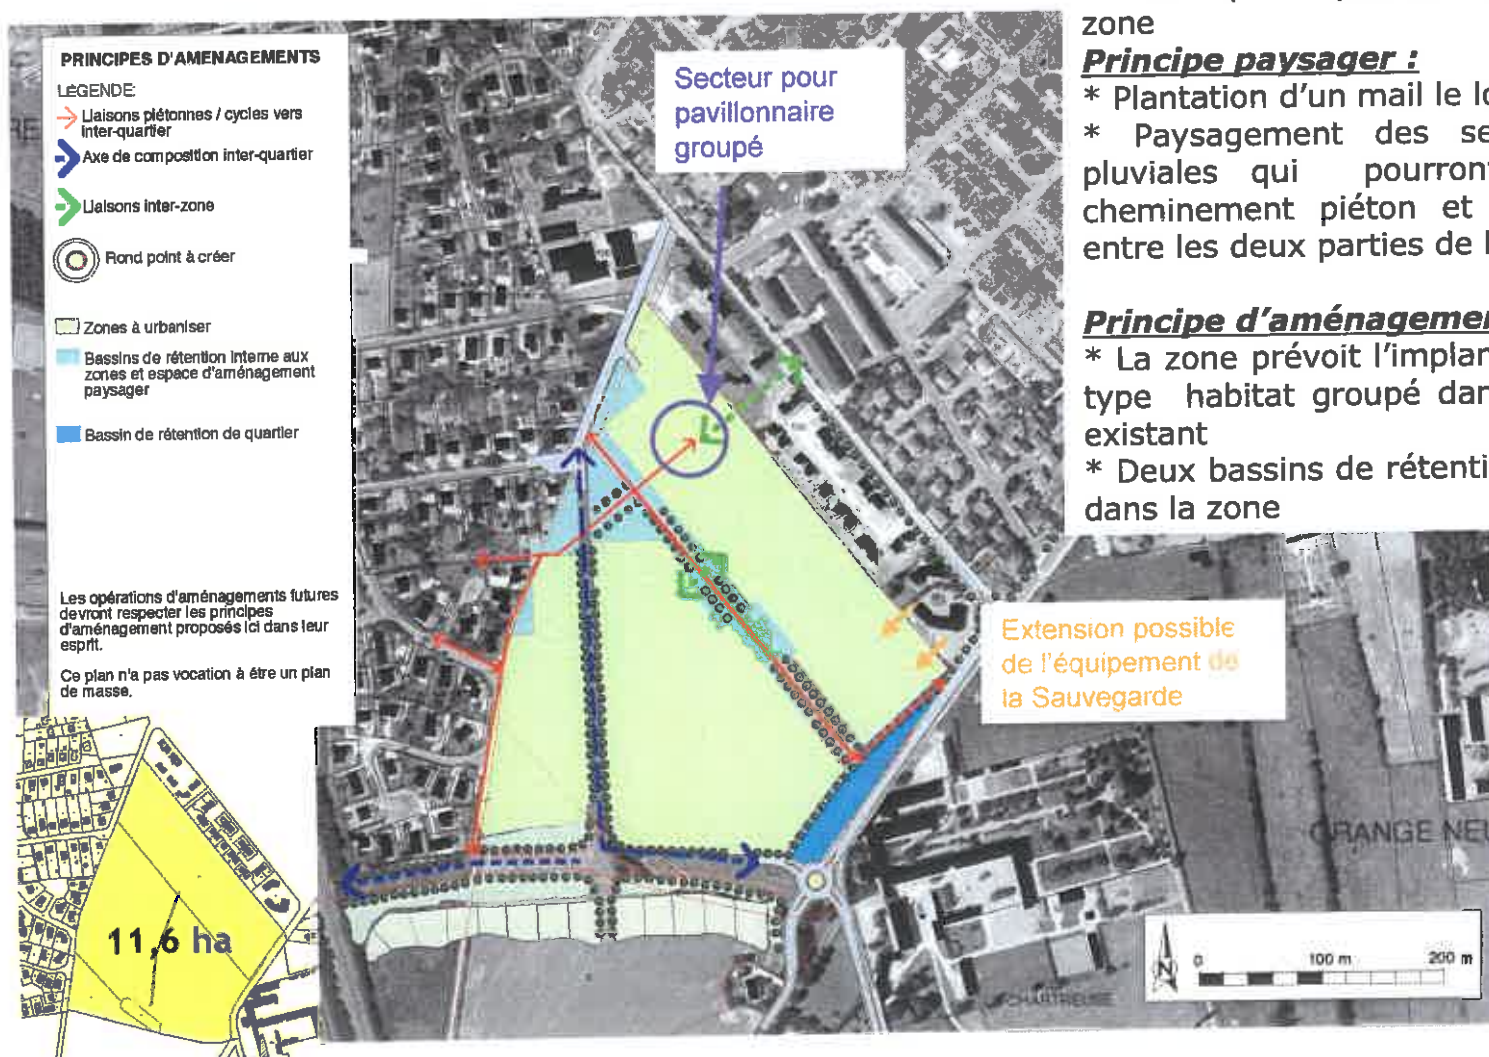 PRINCIPES D'AMENAGEMENTS
LEGENDE:
Liaisons piétonnes / cycles vers
inter-quartier
Axe de composition inter-quartier
Liaisons inter-zone
Rond point à créer
Zones à urbaniser
Bassins de rétention interne aux
zones et espace d'aménagement
paysager
Bassin de rétention de quartier
Les opérations d'aménagements futures
devront respecter les principes
d'aménagement proposés ici dans leur
esprit.
Ce plan n'a pas vocation à être un plan
de masse.
11,6 ha
Secteur pour
pavillonnaire
groupé
Extension possible
de l'équipement de
la Sauvegarde
GRANGE NEU
CHARTREUSE
N
0 100 m 200 m
zone
Principe paysager :
* Plantation d'un mail le lo
* Paysagement des se
pluviales qui pourron
cheminement piéton et
entre les deux parties de l
Principe d'aménagemen
* La zone prévoit l'implan
type habitat groupé dan
existant
* Deux bassins de rétenti
dans la zone